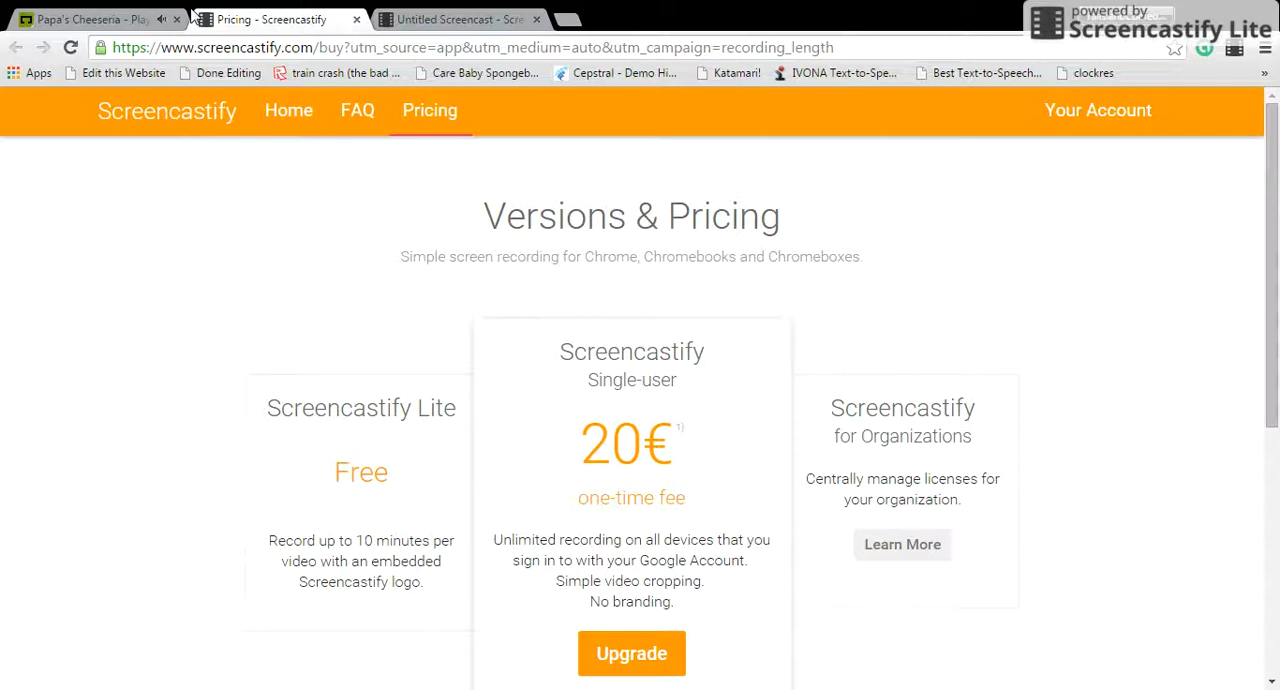 Papa's Cheeseria - Play
Pricing - Screencastify
Untitled Screencast - Scre
powered by
Screencastify Lite
https://www.screencastify.com/buy?utm_source=app&utm_medium=auto&utm_campaign=recording_length
Apps
Edit this Website
Done Editing
train crash (the bad ...
Care Baby Spongeb...
Cepstral - Demo Hi...
Katamari!
IVONA Text-to-Spe...
Best Text-to-Speech...
clockres
»
Screencastify
Home
FAQ
Pricing
Your Account
Versions & Pricing
Simple screen recording for Chrome, Chromebooks and Chromeboxes.
Screencastify Lite
Free
Record up to 10 minutes per
video with an embedded
Screencastify logo.
Screencastify
Single-user
20€ 1)
one-time fee
Unlimited recording on all devices that you
sign in to with your Google Account.
Simple video cropping.
No branding.
Upgrade
Screencastify
for Organizations
Centrally manage licenses for
your organization.
Learn More